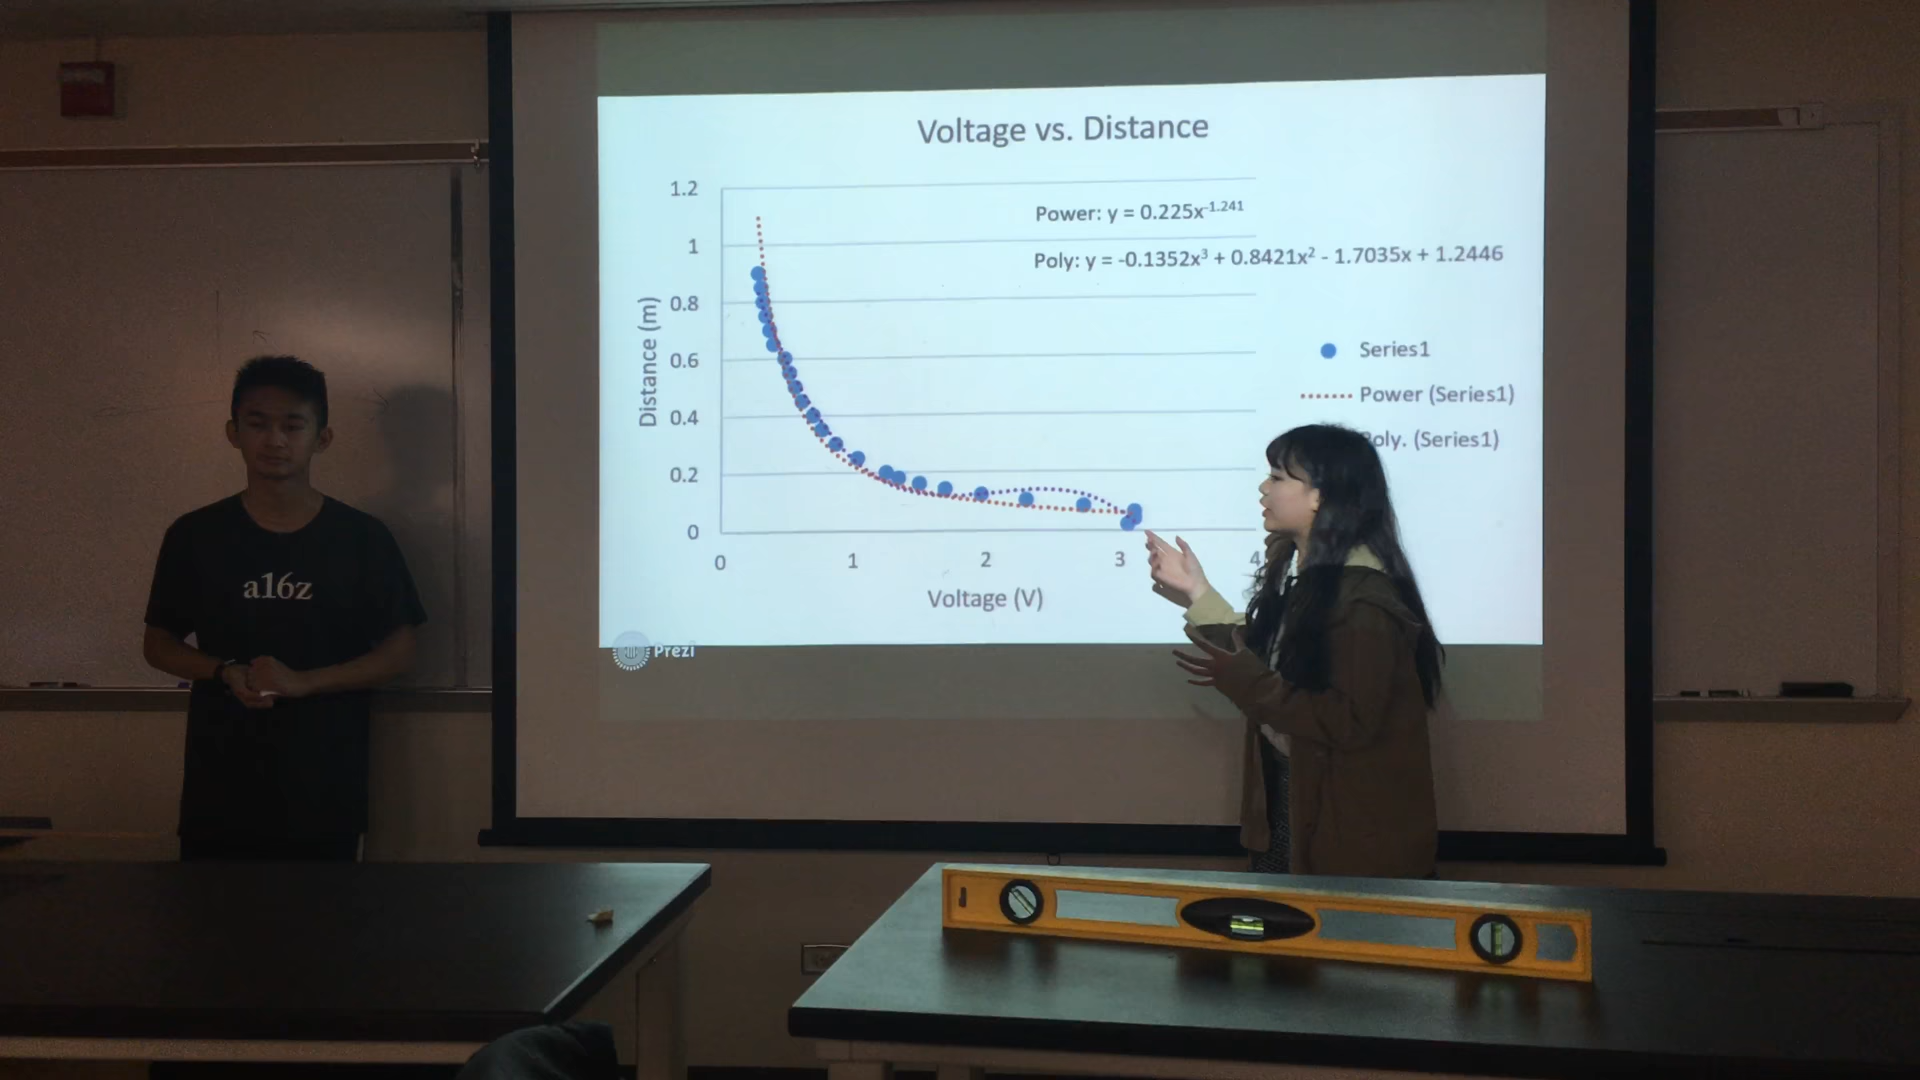 Voltage vs. Distance
1.2
Power: y = 0.225x⁻¹·²⁴¹
1
Poly: y = -0.1352x³ + 0.8421x² - 1.7035x + 1.2446
0.8
Distance (m)
Series1
0.6
Power (Series1)
0.4
Poly. (Series1)
0.2
0
0 1 2 3 4
Voltage (V)
Prezi
a16z